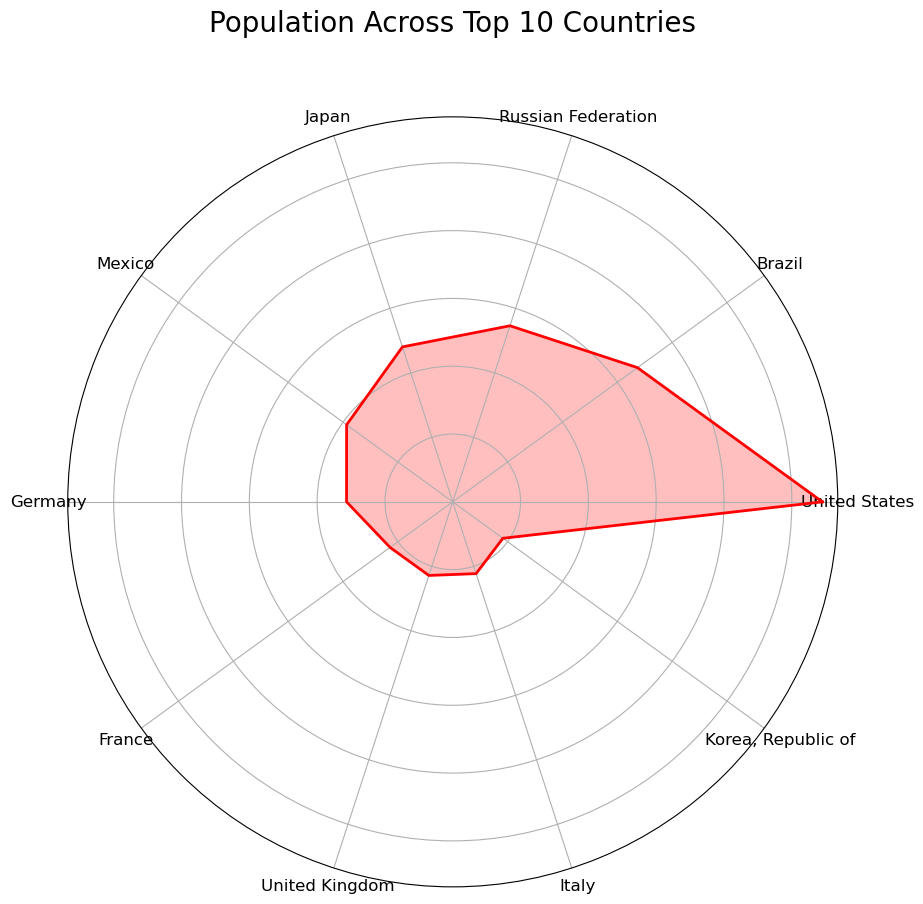 Population Across Top 10 Countries
Japan
Russian Federation
Mexico
Brazil
Germany
United States
France
Korea, Republic of
United Kingdom
Italy